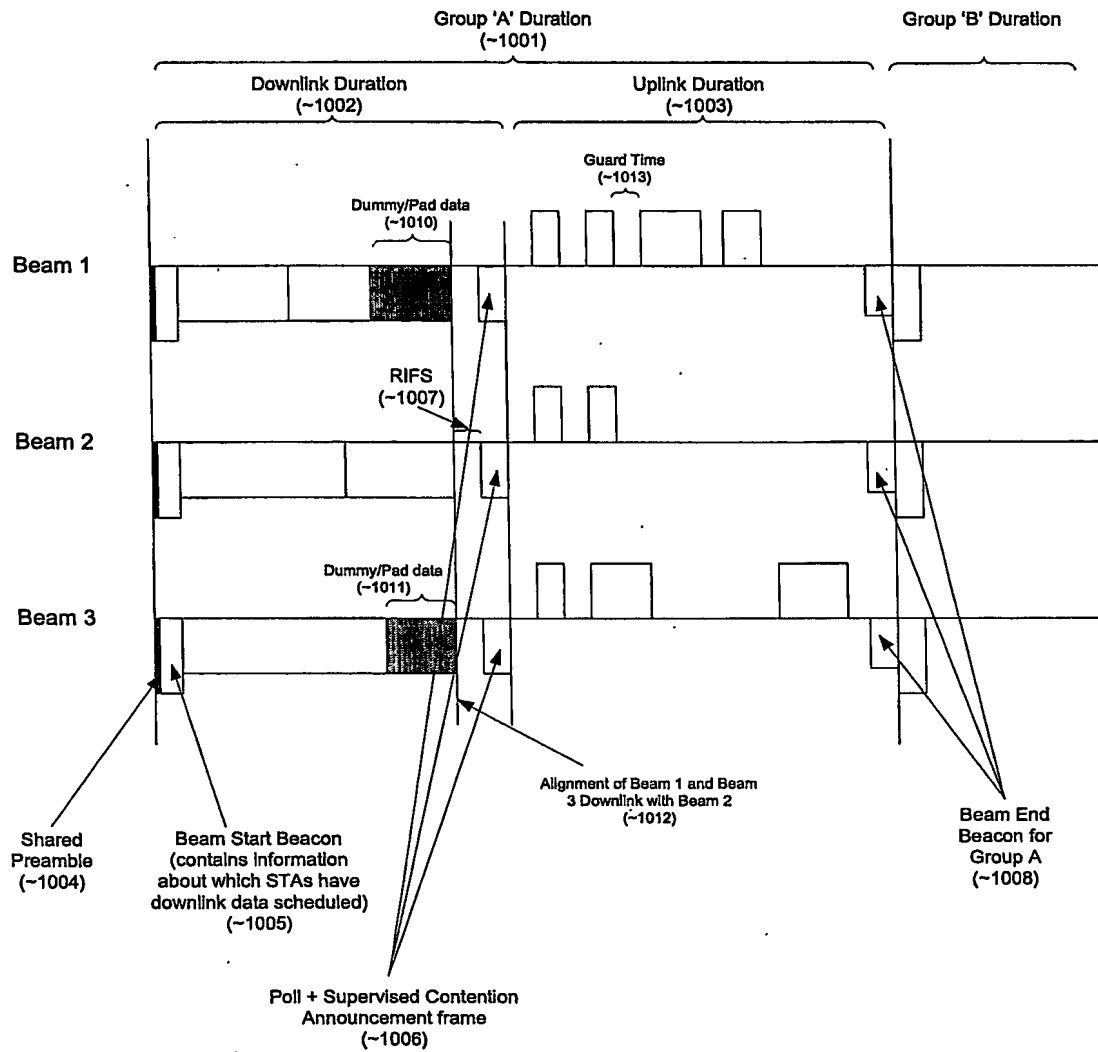 Group 'A' Duration
(~1001)
Group 'B' Duration
Downlink Duration
(~1002)
Uplink Duration
(~1003)
Guard Time
(~1013)
Dummy/Pad data
(~1010)
Beam 1
RIFS
(~1007)
Beam 2
Dummy/Pad data
(~1011)
Beam 3
Alignment of Beam 1 and Beam
3 Downlink with Beam 2
(~1012)
Shared
Preamble
(~1004)
Beam Start Beacon
(contains information
about which STAs have
downlink data scheduled)
(~1005)
Beam End
Beacon for
Group A
(~1008)
Poll + Supervised Contention
Announcement frame
(~1006)